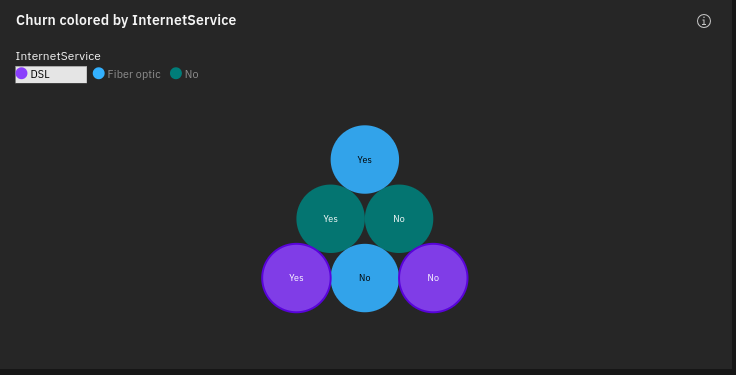 Churn colored by InternetService
InternetService
DSL Fiber optic No
Yes
Yes No
Yes No No